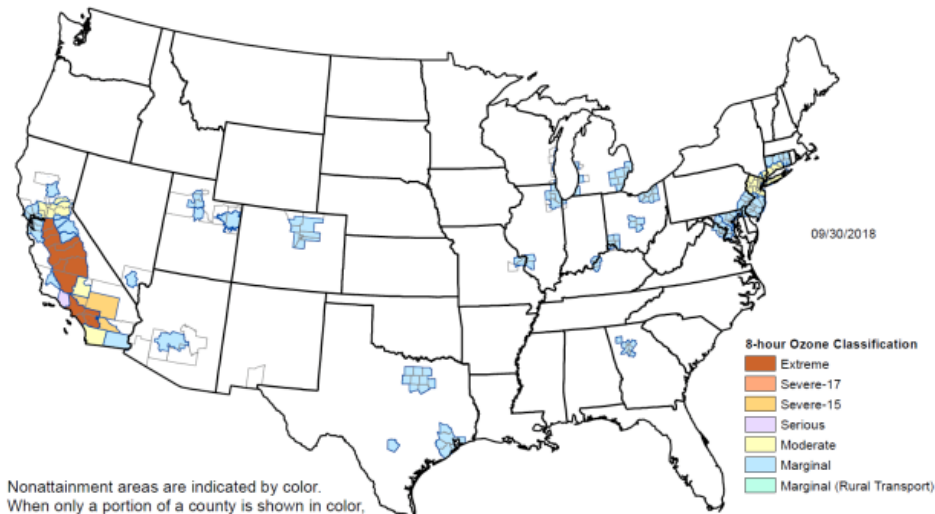 09/30/2018
8-hour Ozone Classification
Extreme
Severe-17
Severe-15
Serious
Moderate
Marginal
Marginal (Rural Transport)
Nonattainment areas are indicated by color.
When only a portion of a county is shown in color,